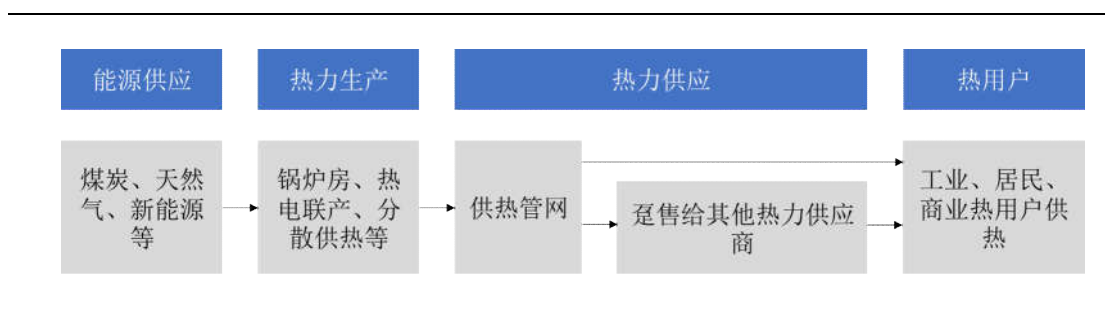 能源供应
热力生产
热力供应
热用户
煤炭、天然
气、新能源
等
锅炉房、热
电联产、分
散供热等
供热管网
趸售给其他热力供应
商
工业、居民、
商业热用户供
热